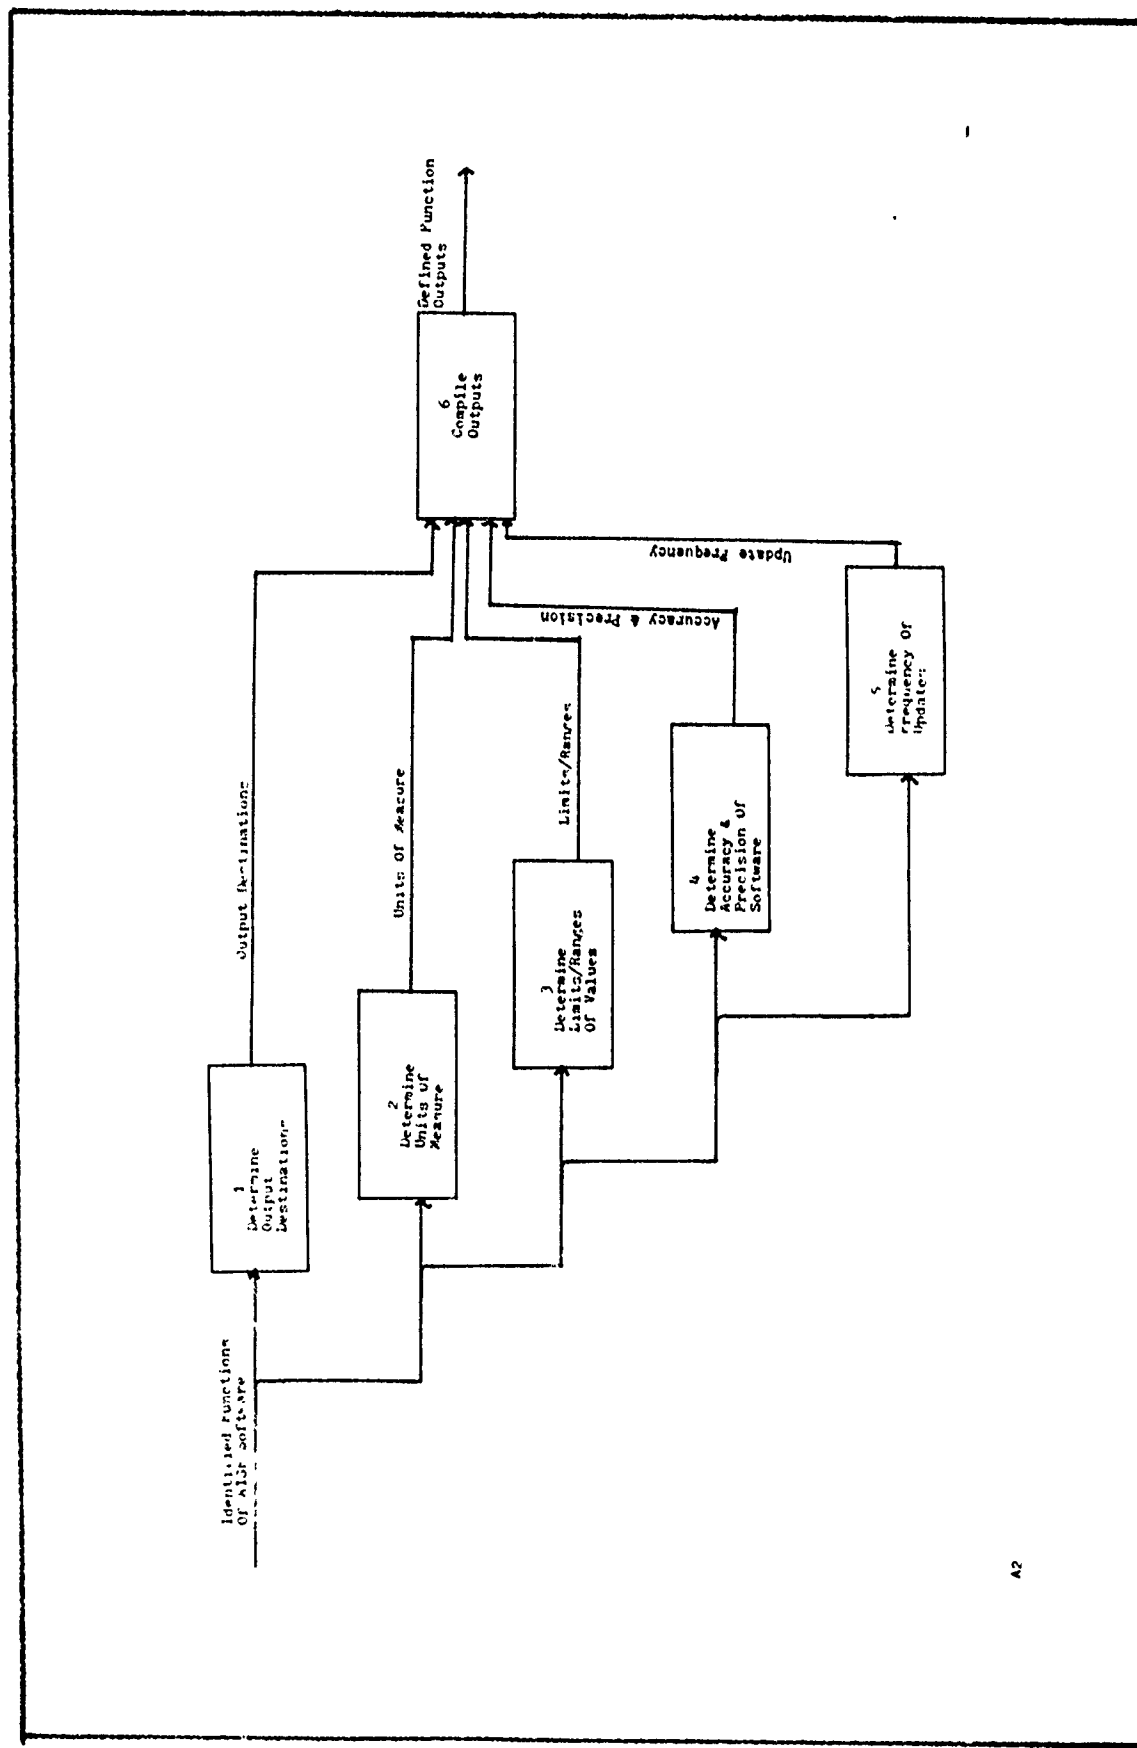 Identified Functions
Of Software
1
Determine
Output
Destinations
Output Destinations
2
Determine
Units Of
Measure
Units Of Measure
3
Determine
Limits/Ranges
Of Values
Limits/Ranges
4
Determine
Accuracy &
Precision Of
Software
Accuracy & Precision
5
Determine
Frequency Of
Updates
Update Frequency
6
Compile
Outputs
Defined Function
Outputs
A2